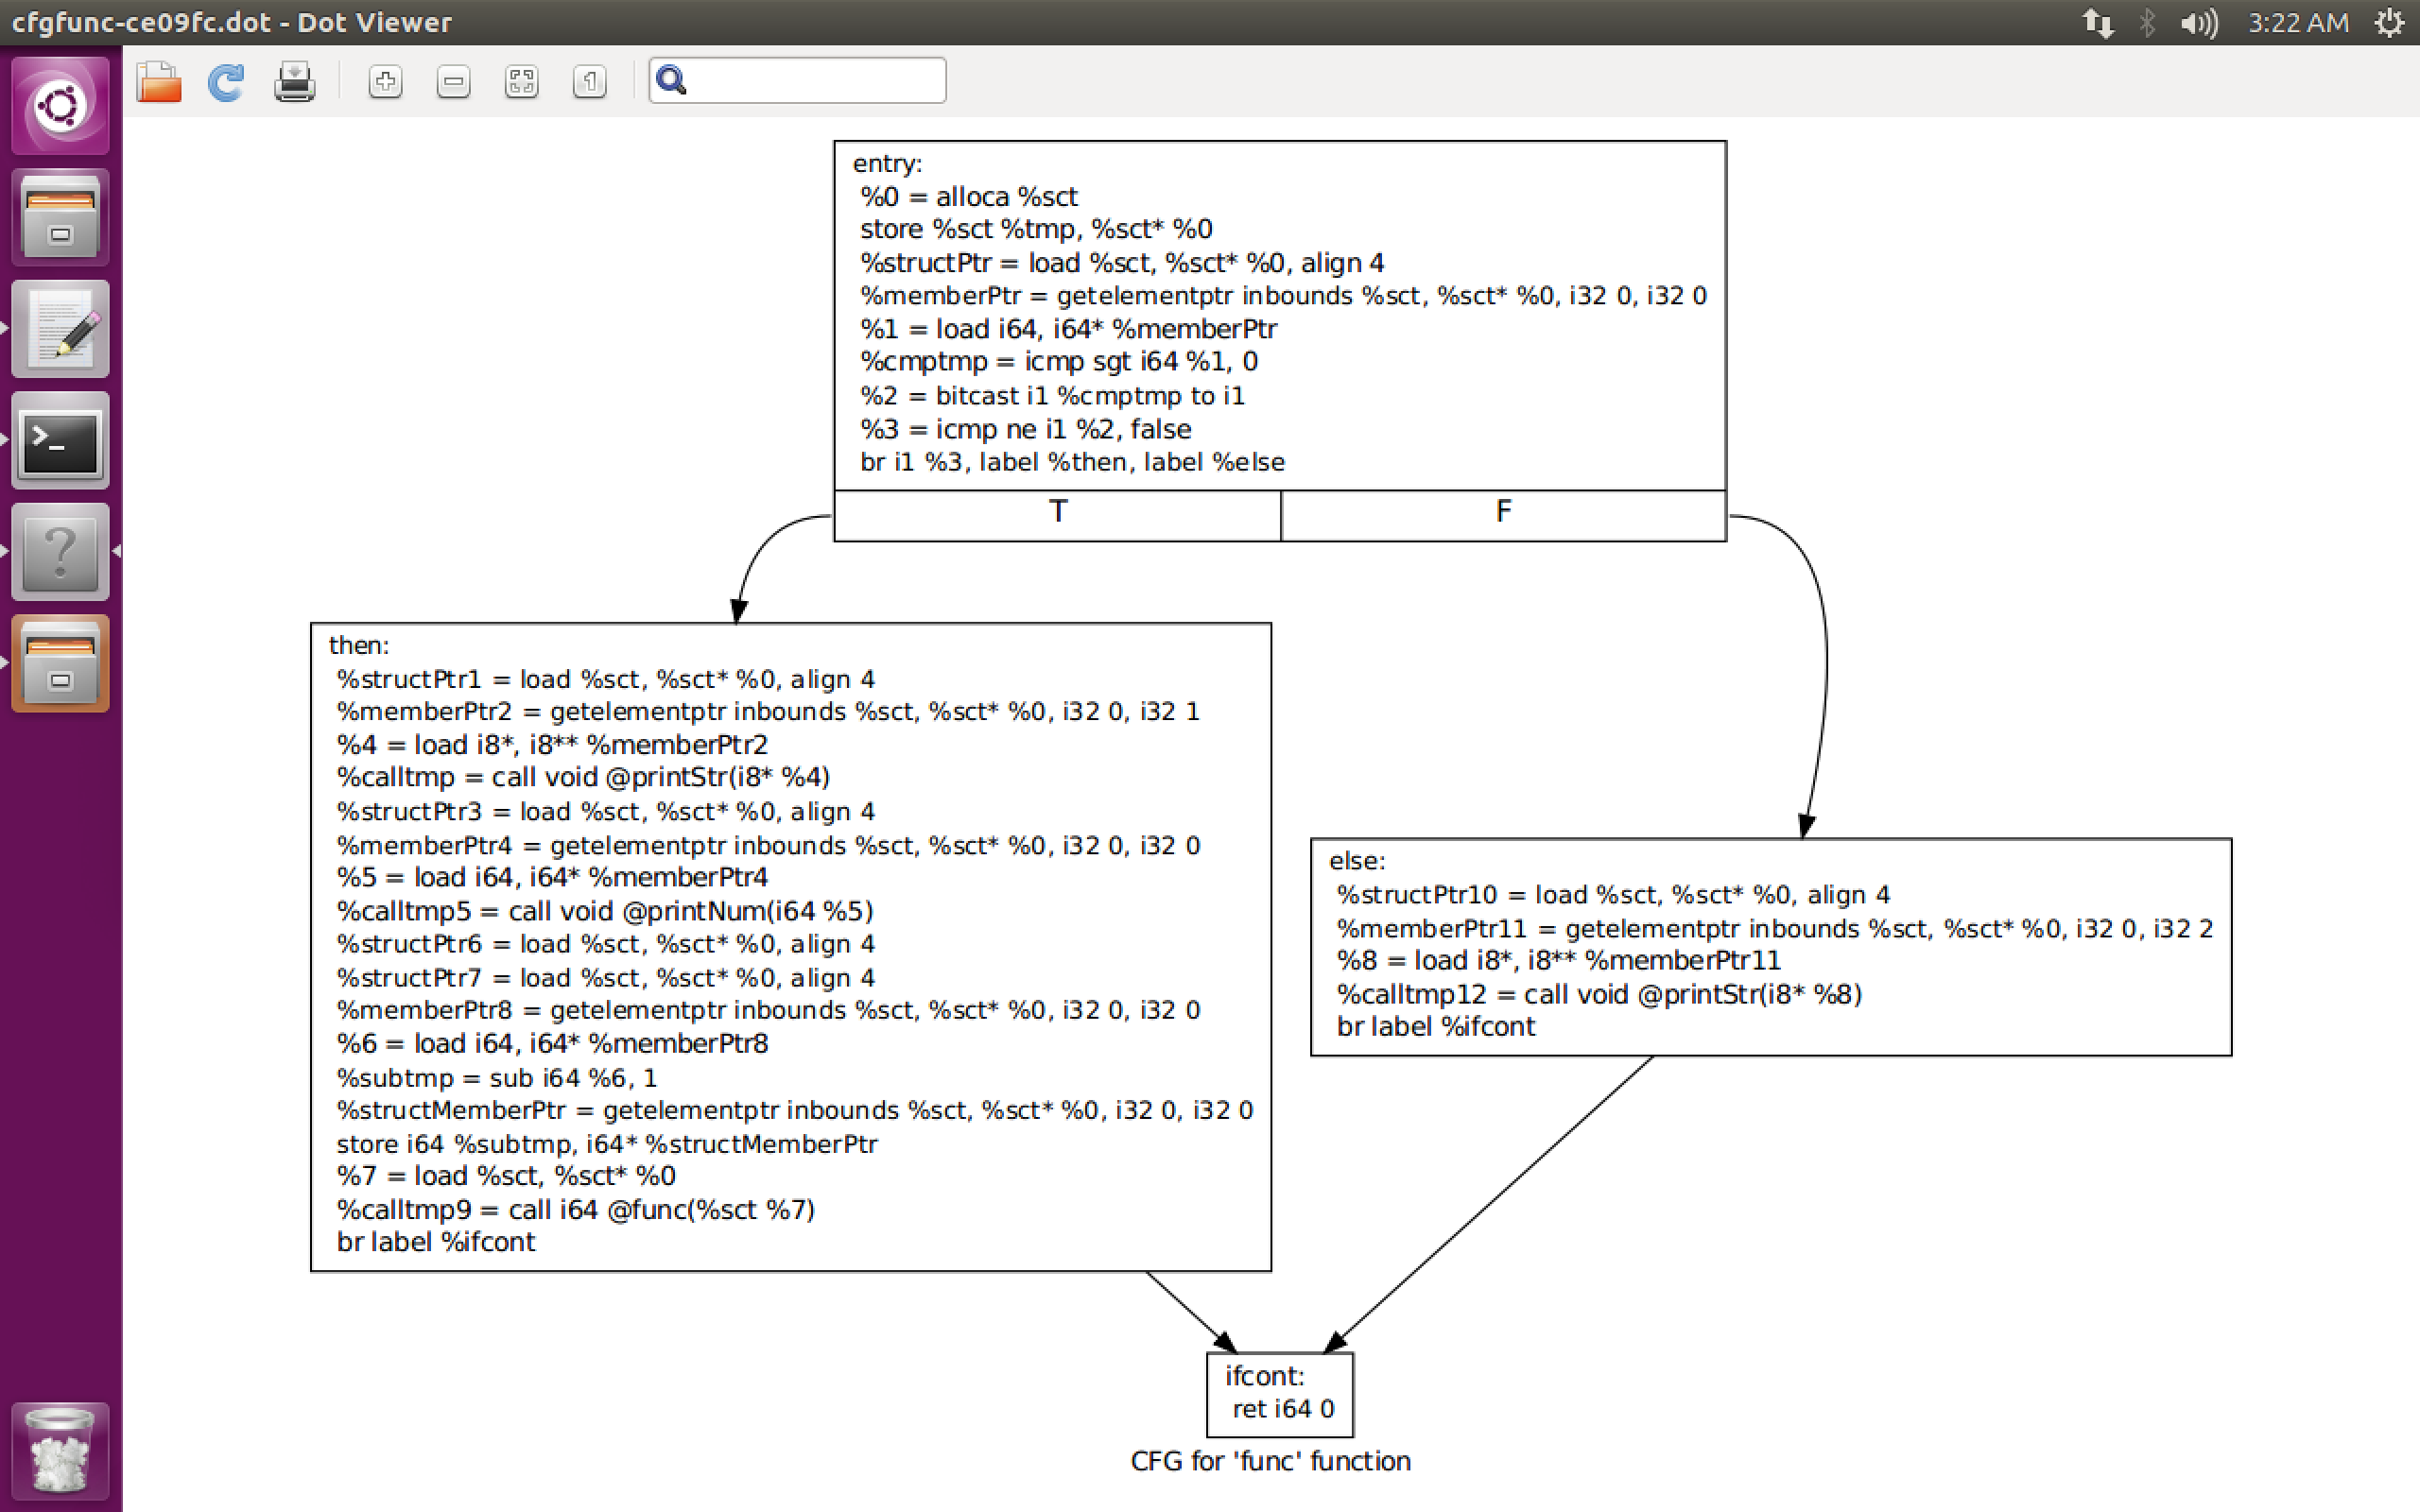 cfgfunc-ce09fc.dot - Dot Viewer
3:22 AM
entry:
%0 = alloca %sct
store %sct %tmp, %sct* %0
%structPtr = load %sct, %sct* %0, align 4
%memberPtr = getelementptr inbounds %sct, %sct* %0, i32 0, i32 0
%1 = load i64, i64* %memberPtr
%cmptmp = icmp sgt i64 %1, 0
%2 = bitcast i1 %cmptmp to i1
%3 = icmp ne i1 %2, false
br i1 %3, label %then, label %else
T
F
then:
%structPtr1 = load %sct, %sct* %0, align 4
%memberPtr2 = getelementptr inbounds %sct, %sct* %0, i32 0, i32 1
%4 = load i8*, i8** %memberPtr2
%calltmp = call void @printStr(i8* %4)
%structPtr3 = load %sct, %sct* %0, align 4
%memberPtr4 = getelementptr inbounds %sct, %sct* %0, i32 0, i32 0
%5 = load i64, i64* %memberPtr4
%calltmp5 = call void @printNum(i64 %5)
%structPtr6 = load %sct, %sct* %0, align 4
%structPtr7 = load %sct, %sct* %0, align 4
%memberPtr8 = getelementptr inbounds %sct, %sct* %0, i32 0, i32 0
%6 = load i64, i64* %memberPtr8
%subtmp = sub i64 %6, 1
%structMemberPtr = getelementptr inbounds %sct, %sct* %0, i32 0, i32 0
store i64 %subtmp, i64* %structMemberPtr
%7 = load %sct, %sct* %0
%calltmp9 = call i64 @func(%sct %7)
br label %ifcont
else:
%structPtr10 = load %sct, %sct* %0, align 4
%memberPtr11 = getelementptr inbounds %sct, %sct* %0, i32 0, i32 2
%8 = load i8*, i8** %memberPtr11
%calltmp12 = call void @printStr(i8* %8)
br label %ifcont
ifcont:
ret i64 0
CFG for 'func' function